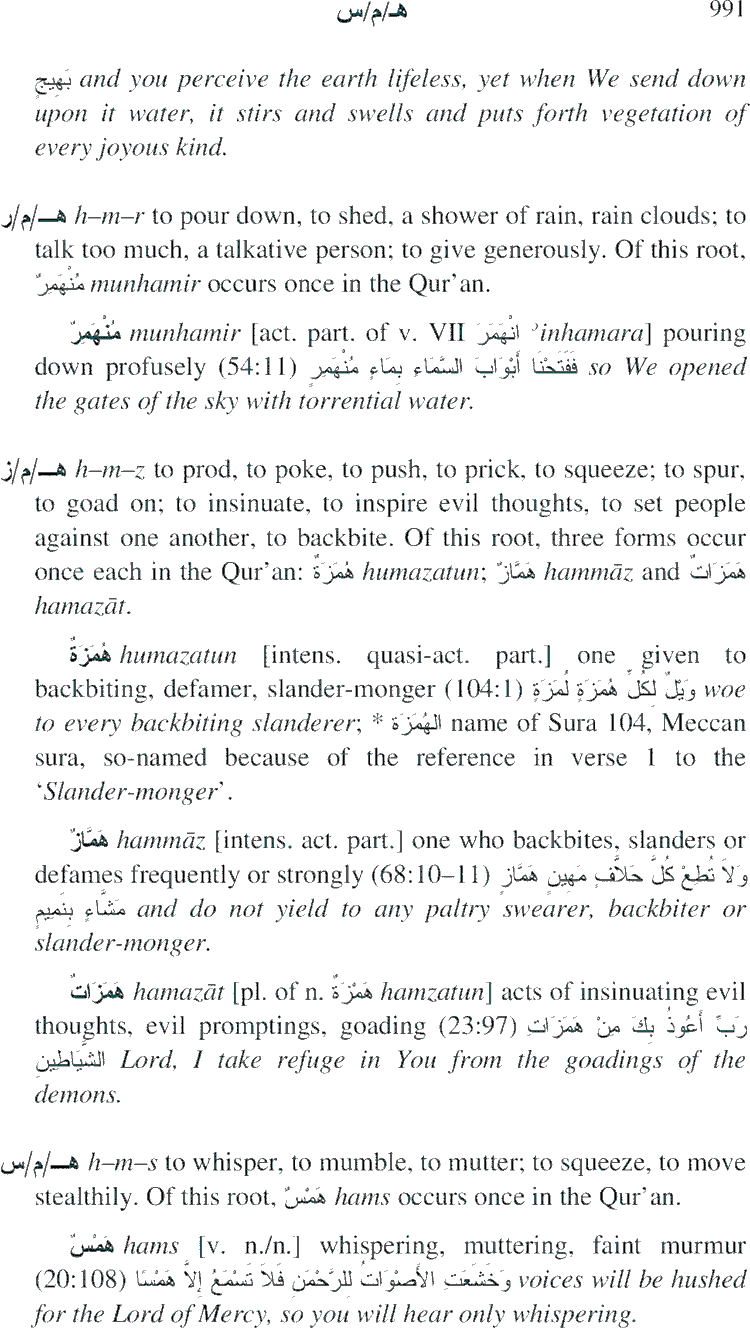 هـ/م/س 991
بَهِيجٍ and you perceive the earth lifeless, yet when We send down
upon it water, it stirs and swells and puts forth vegetation of
every joyous kind.
هـ/م/ر h–m–r to pour down, to shed, a shower of rain, rain clouds; to
talk too much, a talkative person; to give generously. Of this root,
مُنْهَمِرٌ munhamir occurs once in the Qur’an.
مُنْهَمِرٌ munhamir [act. part. of v. VII انْهَمَرَ ʾinhamara] pouring
down profusely (54:11) فَفَتَحْنَا أَبْوَابَ السَّمَاءِ بِمَاءٍ مُنْهَمِرٍ so We opened
the gates of the sky with torrential water.
هـ/م/ز h–m–z to prod, to poke, to push, to prick, to squeeze; to spur,
to goad on; to insinuate, to inspire evil thoughts, to set people
against one another, to backbite. Of this root, three forms occur
once each in the Qur’an: هُمَزَةٌ humazatun; هَمَّازٌ hammāz and هَمَزَاتٌ
hamazāt.
هُمَزَةٌ humazatun [intens. quasi-act. part.] one given to
backbiting, defamer, slander-monger (104:1) وَيْلٌ لِكُلِّ هُمَزَةٍ لُمَزَةٍ woe
to every backbiting slanderer; * الهُمَزَة name of Sura 104, Meccan
sura, so-named because of the reference in verse 1 to the
‘Slander-monger’.
هَمَّازٌ hammāz [intens. act. part.] one who backbites, slanders or
defames frequently or strongly (68:10–11) وَلاَ تُطِعْ كُلَّ حَلاَّفٍ مَهِينٍ هَمَّازٍ
مَشَّاءٍ بِنَمِيمٍ and do not yield to any paltry swearer, backbiter or
slander-monger.
هَمَزَاتٌ hamazāt [pl. of n. هَمْزَةٌ hamzatun] acts of insinuating evil
thoughts, evil promptings, goading (23:97) رَبِّ أَعُوذُ بِكَ مِنْ هَمَزَاتِ
الشَّيَاطِينِ Lord, I take refuge in You from the goadings of the
demons.
هـ/م/س h–m–s to whisper, to mumble, to mutter; to squeeze, to move
stealthily. Of this root, هَمْسٌ hams occurs once in the Qur’an.
هَمْسٌ hams [v. n./n.] whispering, muttering, faint murmur
(20:108) وَخَشَعَتِ الأَصْوَاتُ لِلرَّحْمَنِ فَلاَ تَسْمَعُ إِلاَّ هَمْسًا voices will be hushed
for the Lord of Mercy, so you will hear only whispering.